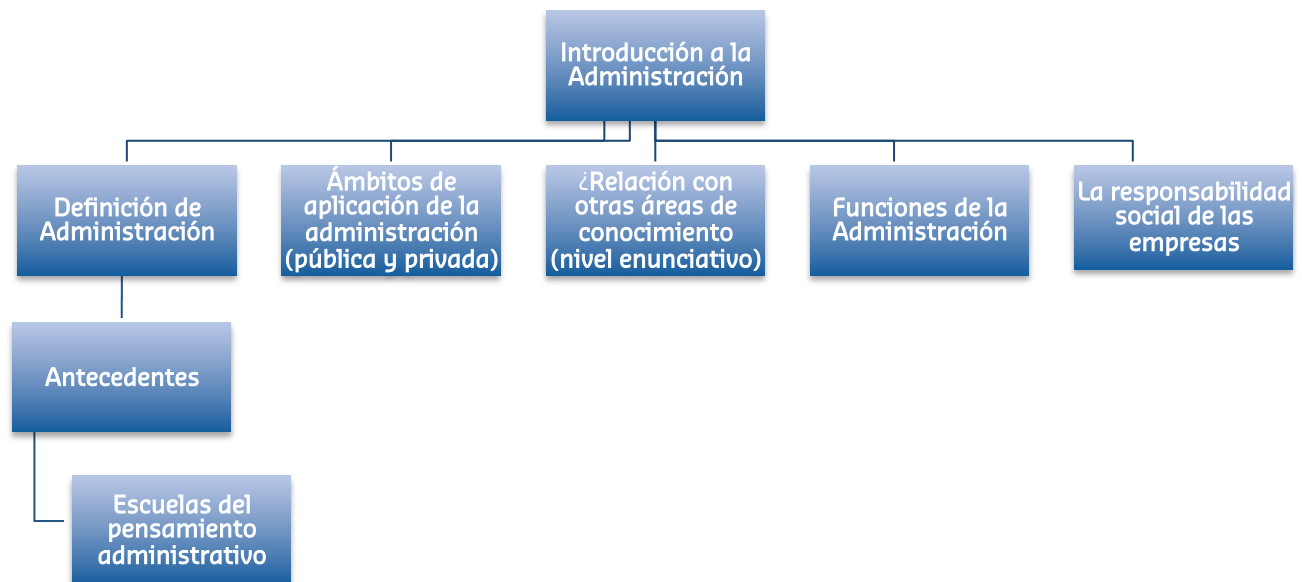 Introducción a la
Administración
Definición de
Administración
Ámbitos de
aplicación de la
administración
(pública y privada)
¿Relación con
otras áreas de
conocimiento
(nivel enunciativo)
Funciones de la
Administración
La responsabilidad
social de las
empresas
Antecedentes
Escuelas del
pensamiento
administrativo